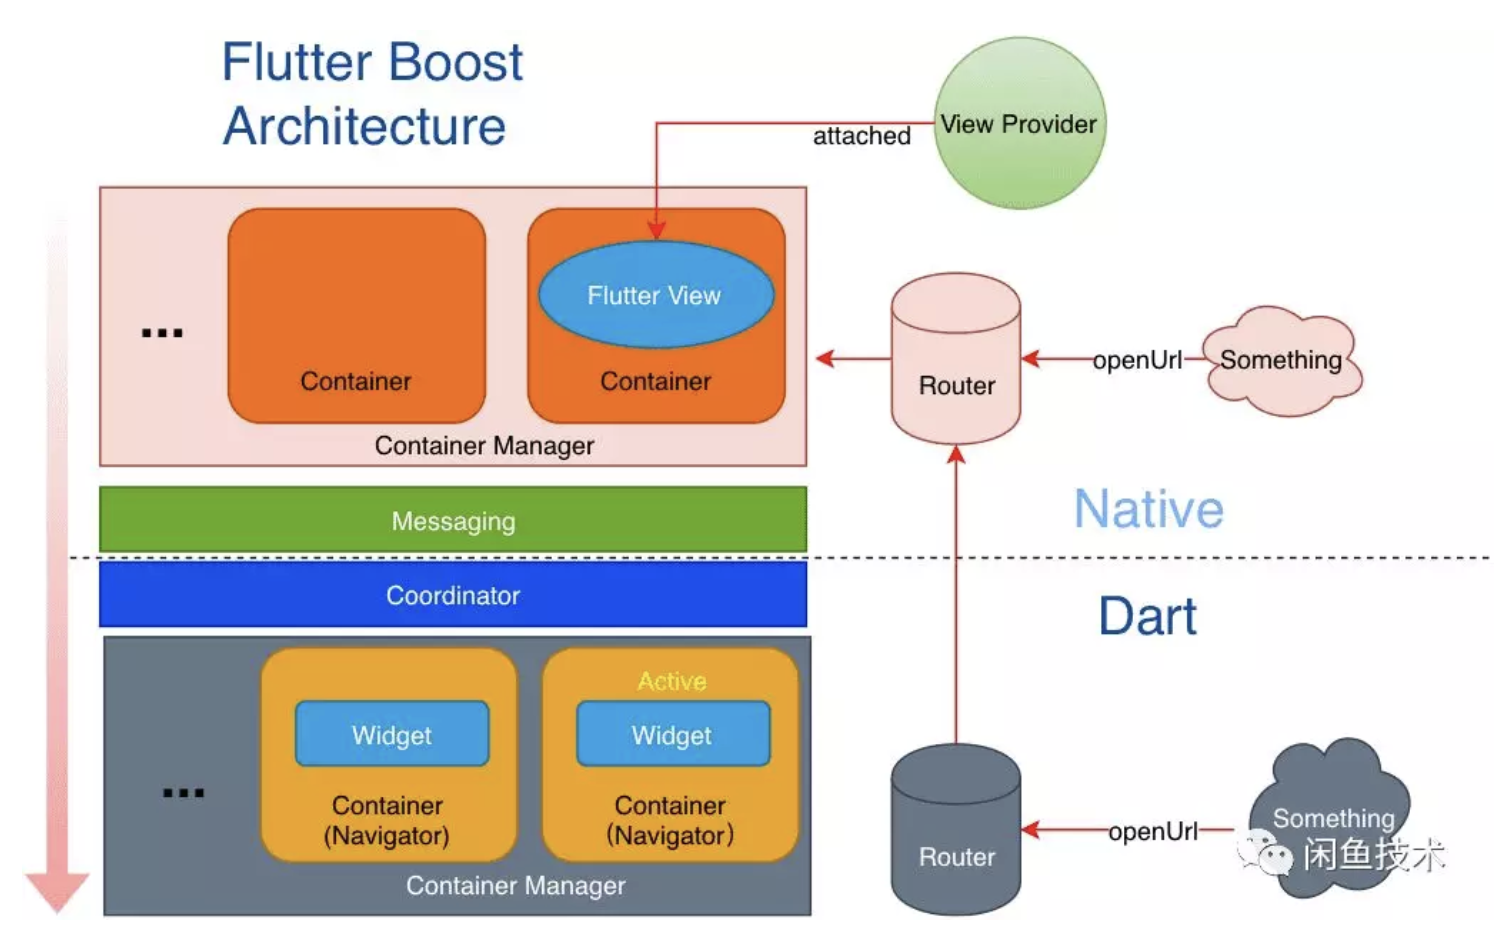 Flutter Boost
Architecture
attached
View Provider
Flutter View
...
Container
Container
Container Manager
Router
openUrl
Something
Messaging
Native
Coordinator
Dart
Active
Widget
Widget
...
Container
(Navigator)
Container
(Navigator)
Container Manager
Router
openUrl
Something
闲鱼技术